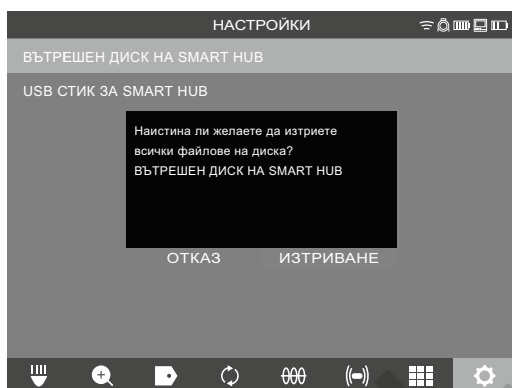 НАСТРОЙКИ
ВЪТРЕШЕН ДИСК НА SMART HUB
USB СТИК ЗА SMART HUB
Наистина ли желаете да изтриете
всички файлове на диска?
ВЪТРЕШЕН ДИСК НА SMART HUB
ОТКАЗ ИЗТРИВАНЕ